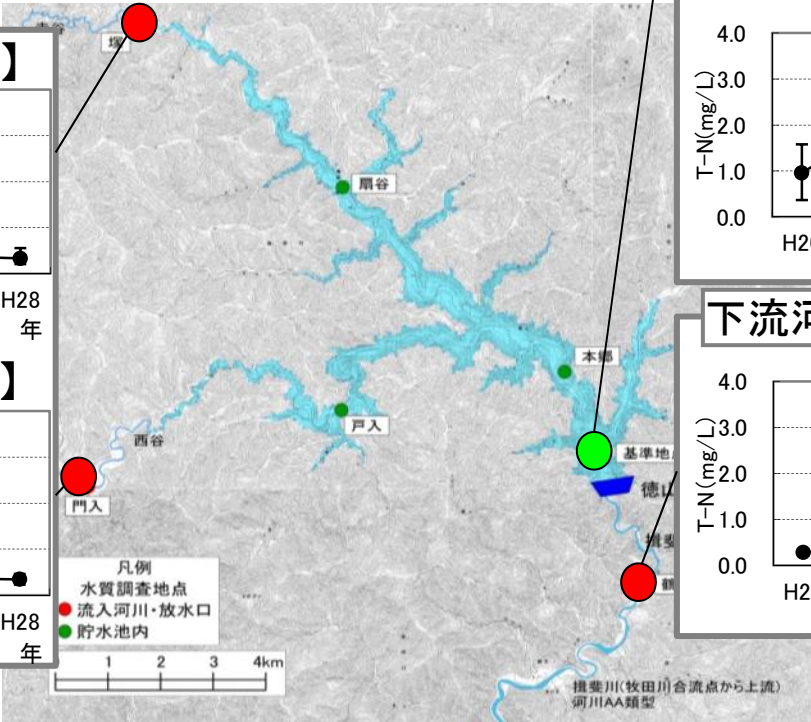 塚
】
H28
年
】
H28
年
扇谷
本郷
戸入
西谷
門入
基準地
徳山
揖斐
鶴
凡例
水質調査地点
流入河川・放水口
貯水池内
1 2 3 4km
揖斐川(牧田川合流点から上流)
河川AA類型
T-N(mg/L)
4.0
3.0
2.0
1.0
0.0
下流河
T-N(mg/L)
4.0
3.0
2.0
1.0
0.0